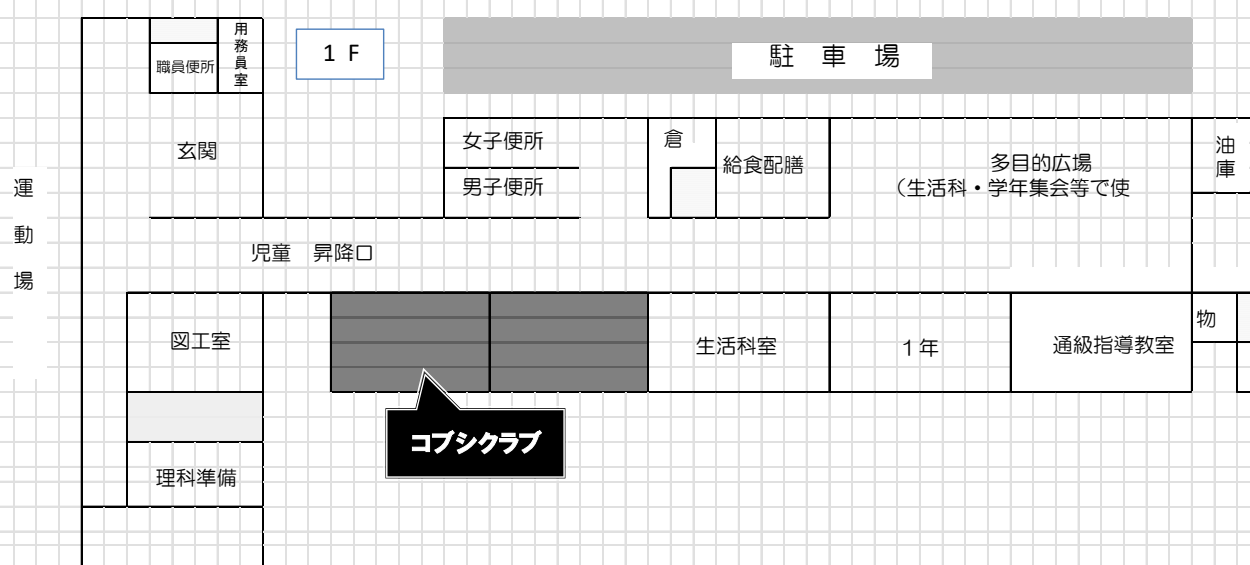 用務員室
職員便所
１Ｆ
駐車場
玄関
女子便所
男子便所
倉
給食配膳
多目的広場
（生活科・学年集会等で使
油庫
運動場
児童　昇降口
図工室
生活科室
１年
通級指導教室
物
コブシクラブ
理科準備